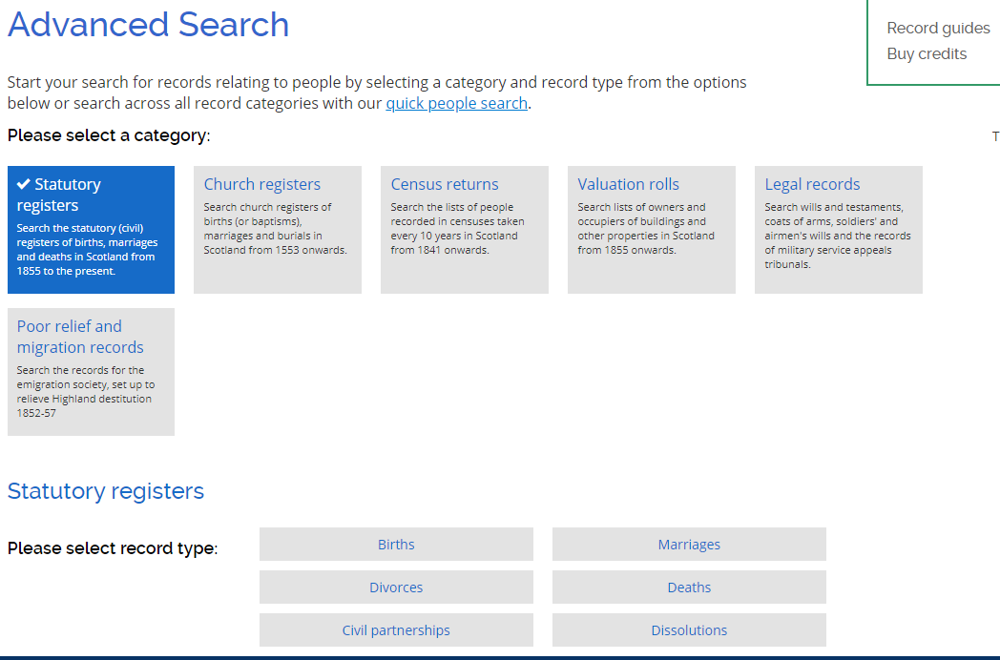 Advanced Search
Record guides
Buy credits
Start your search for records relating to people by selecting a category and record type from the options
below or search across all record categories with our quick people search.
Please select a category:
T
Statutory
registers
Search the statutory (civil)
registers of births, marriages
and deaths in Scotland from
1855 to the present.
Church registers
Search church registers of
births (or baptisms),
marriages and burials in
Scotland from 1553 onwards.
Census returns
Search the lists of people
recorded in censuses taken
every 10 years in Scotland
from 1841 onwards.
Valuation rolls
Search lists of owners and
occupiers of buildings and
other properties in Scotland
from 1855 onwards.
Legal records
Search wills and testaments,
coats of arms, soldiers' and
airmen's wills and the records
of military service appeals
tribunals.
Poor relief and
migration records
Search the records for the
emigration society, set up to
relieve Highland destitution
1852-57
Statutory registers
Please select record type:
Births
Marriages
Divorces
Deaths
Civil partnerships
Dissolutions